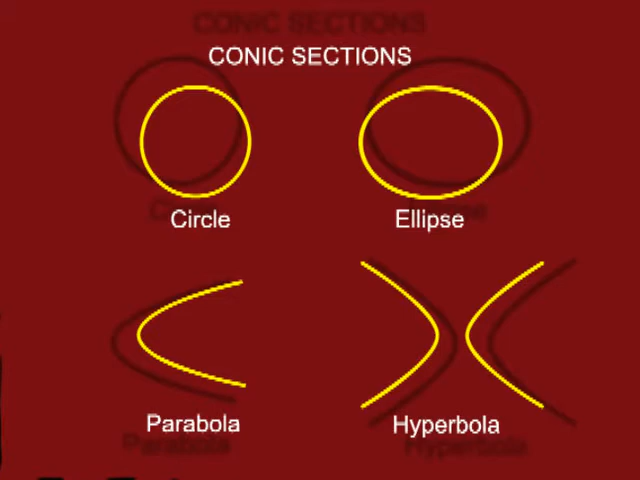 CONIC SECTIONS
Circle
Ellipse
Parabola
Hyperbola